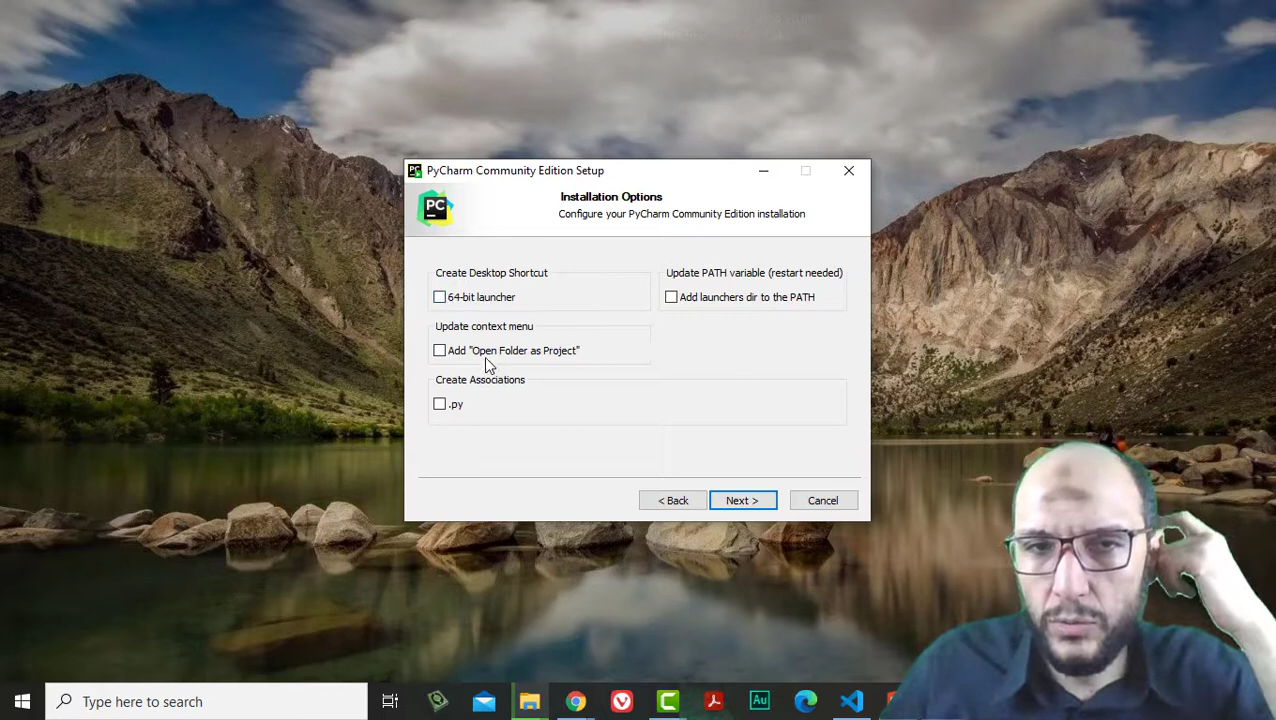 PC PyCharm Community Edition Setup
PC
Installation Options
Configure your PyCharm Community Edition installation
Create Desktop Shortcut
64-bit launcher
Update PATH variable (restart needed)
Add launchers dir to the PATH
Update context menu
Add "Open Folder as Project"
Create Associations
.py
< Back
Next >
Cancel
Type here to search
Au